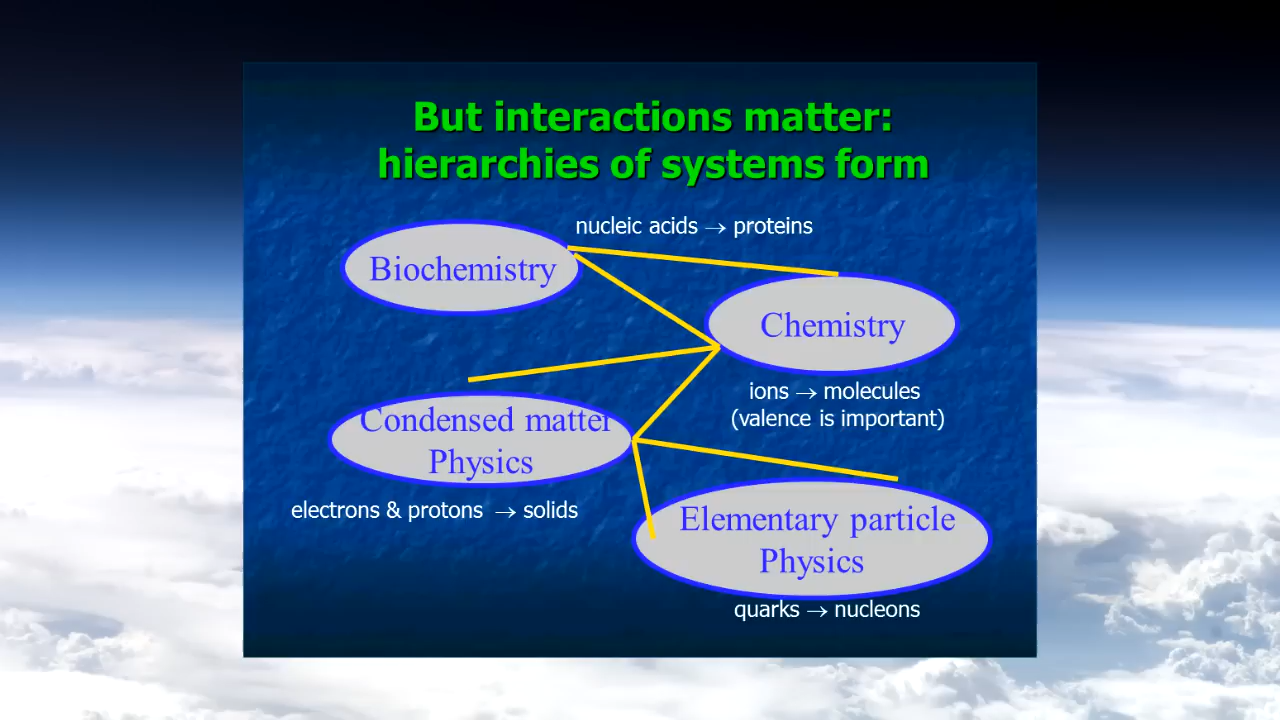 But interactions matter:
hierarchies of systems form
nucleic acids → proteins
Biochemistry
Chemistry
ions → molecules
(valence is important)
Condensed matter
Physics
electrons & protons → solids
Elementary particle
Physics
quarks → nucleons